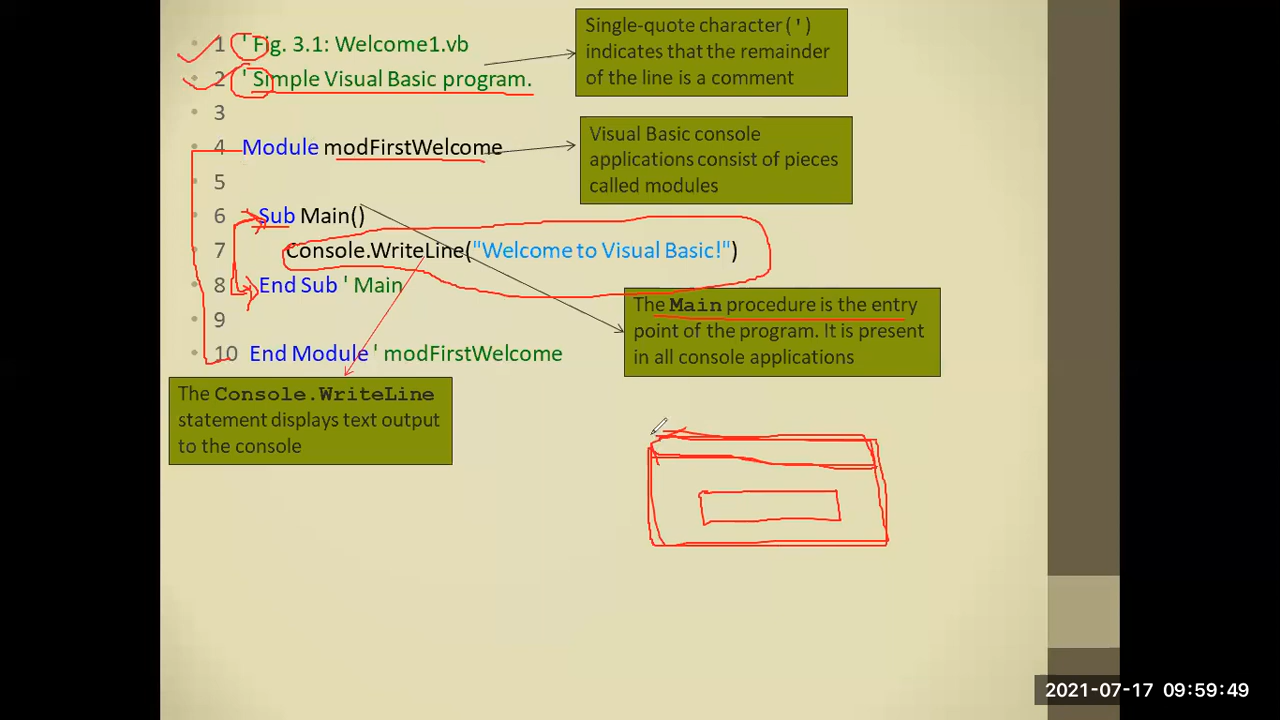 1 ' Fig. 3.1: Welcome1.vb
2 ' Simple Visual Basic program.
3
4 Module modFirstWelcome
5
6 Sub Main()
7 Console.WriteLine("Welcome to Visual Basic!")
8 End Sub ' Main
9
10 End Module ' modFirstWelcome
Single-quote character (')
indicates that the remainder
of the line is a comment
Visual Basic console
applications consist of pieces
called modules
The Main procedure is the entry
point of the program. It is present
in all console applications
The Console.WriteLine
statement displays text output
to the console
2021-07-17 09:59:49